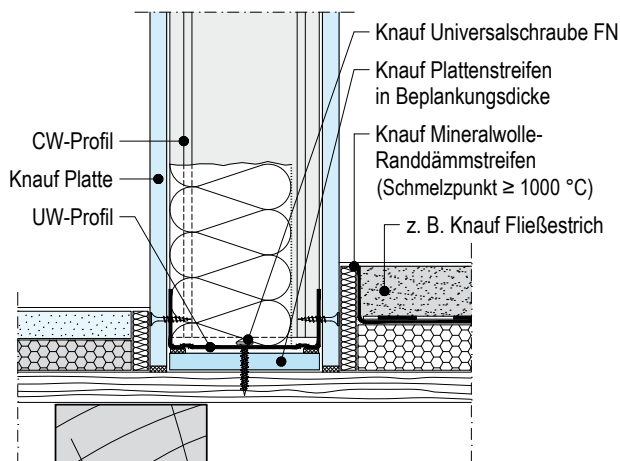 Knauf Universalschraube FN
Knauf Plattenstreifen
in Beplankungsdicke
CW-Profil
Knauf Mineralwolle-
Randdämmstreifen
(Schmelzpunkt ≥ 1000 °C)
Knauf Platte
UW-Profil
z. B. Knauf Fließestrich